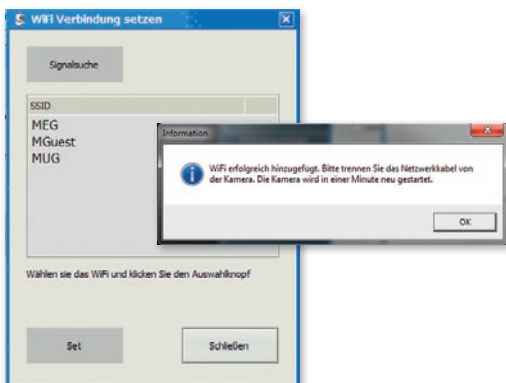 WiFi Verbindung setzen
Signalsuche
SSID
MEG
MGuest
MUG
Information
WiFi erfolgreich hinzugefügt. Bitte trennen Sie das Netzwerkkabel von
der Kamera. Die Kamera wird in einer Minute neu gestartet.
OK
Wählen sie das WiFi und klicken Sie den Auswahlknopf
Set
Schließen